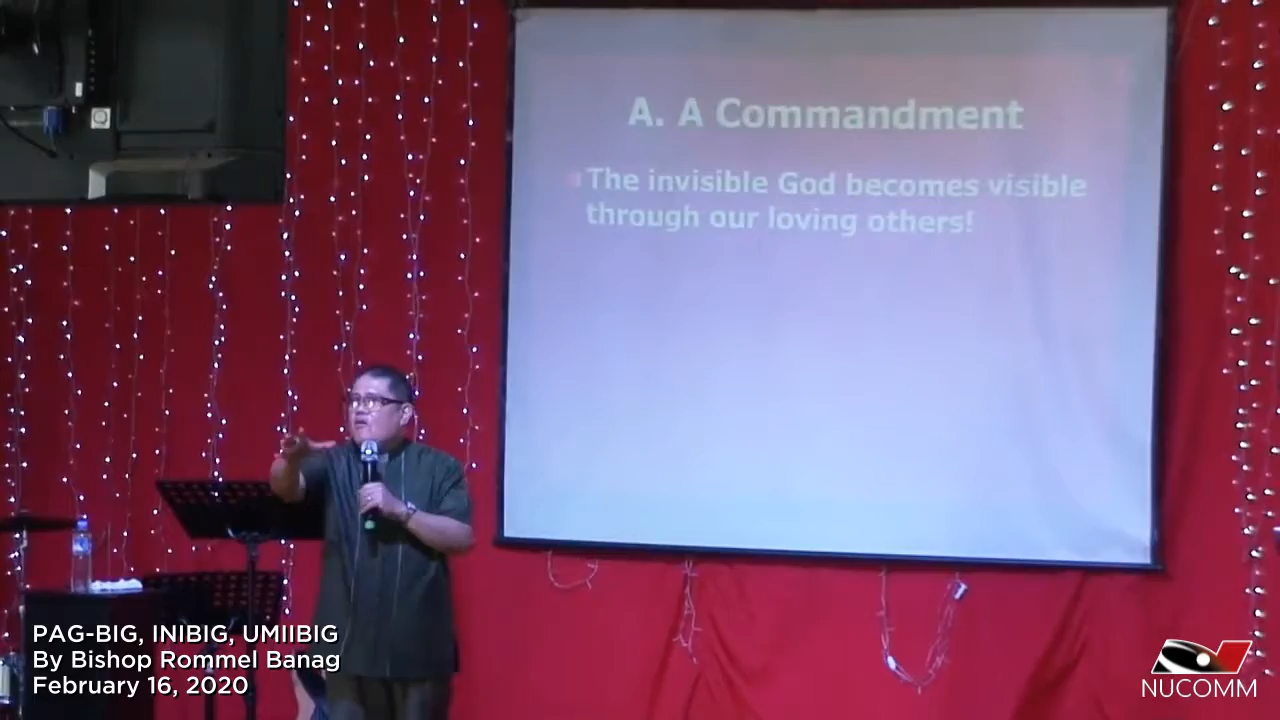 A. A Commandment
The invisible God becomes visible
through our loving others!
PAG-BIG, INIBIG, UMIIBIG
By Bishop Rommel Banag
February 16, 2020
NUCOMM